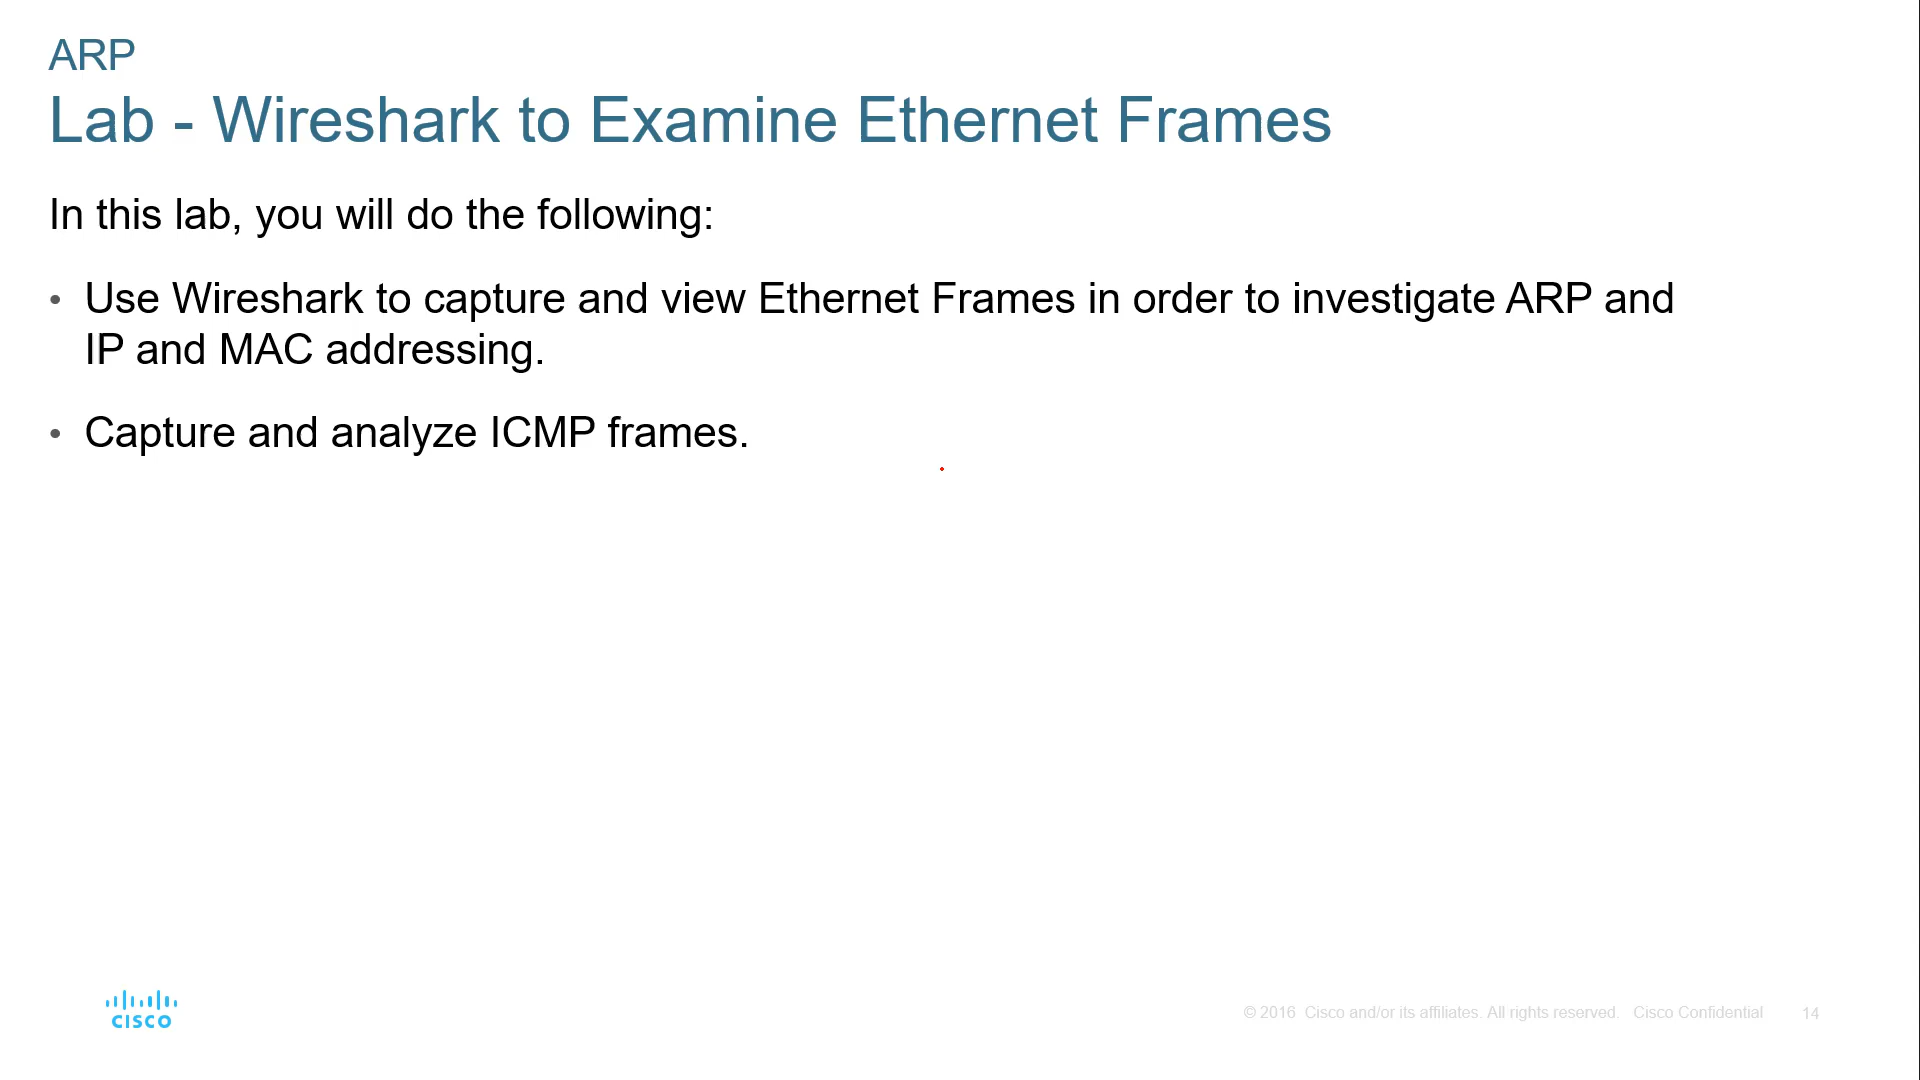 ARP
Lab - Wireshark to Examine Ethernet Frames
In this lab, you will do the following:
• Use Wireshark to capture and view Ethernet Frames in order to investigate ARP and
IP and MAC addressing.
• Capture and analyze ICMP frames.
CISCO
© 2016 Cisco and/or its affiliates. All rights reserved. Cisco Confidential 14